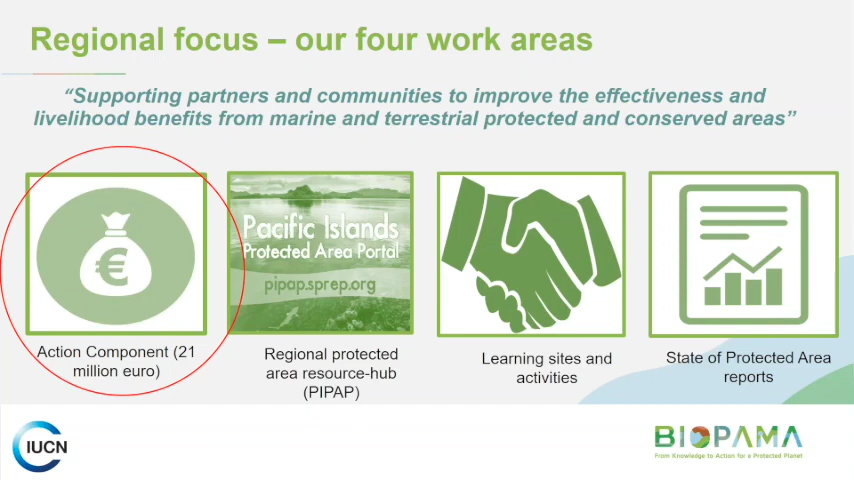 Regional focus – our four work areas
“Supporting partners and communities to improve the effectiveness and
livelihood benefits from marine and terrestrial protected and conserved areas”
€
Pacific Islands
Protected Area Portal
pipap.sprep.org
Action Component (21
million euro)
Regional protected
area resource-hub
(PIPAP)
Learning sites and
activities
State of Protected Area
reports
IUCN
BIOPAMA
From Knowledge to Action for a Protected Planet